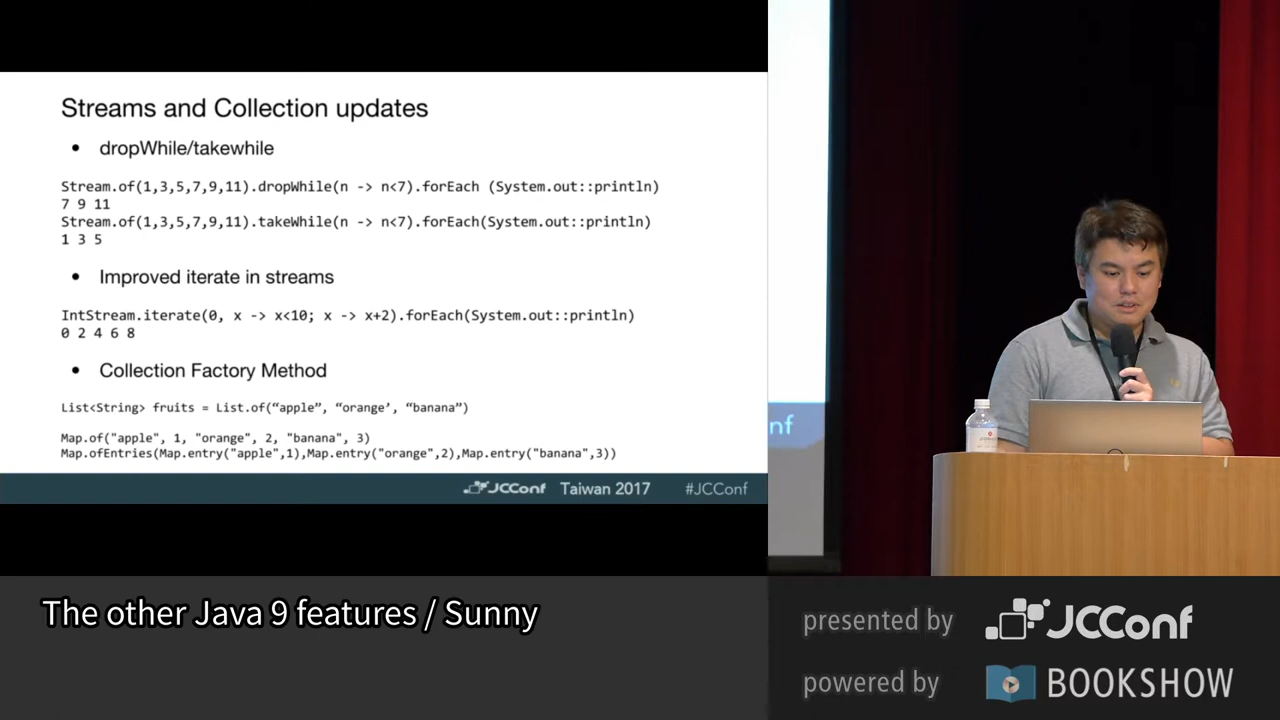 Streams and Collection updates
• dropWhile/takewhile
Stream.of(1,3,5,7,9,11).dropWhile(n -> n<7).forEach (System.out::println)
7 9 11
Stream.of(1,3,5,7,9,11).takeWhile(n -> n<7).forEach(System.out::println)
1 3 5
• Improved iterate in streams
IntStream.iterate(0, x -> x<10; x -> x+2).forEach(System.out::println)
0 2 4 6 8
• Collection Factory Method
List<String> fruits = List.of(“apple”, “orange’, “banana”)
Map.of("apple", 1, "orange", 2, "banana", 3)
Map.ofEntries(Map.entry("apple",1),Map.entry("orange",2),Map.entry("banana",3))
JCConf Taiwan 2017 #JCConf
nf
The other Java 9 features / Sunny
presented by JCConf
powered by BOOKSHOW